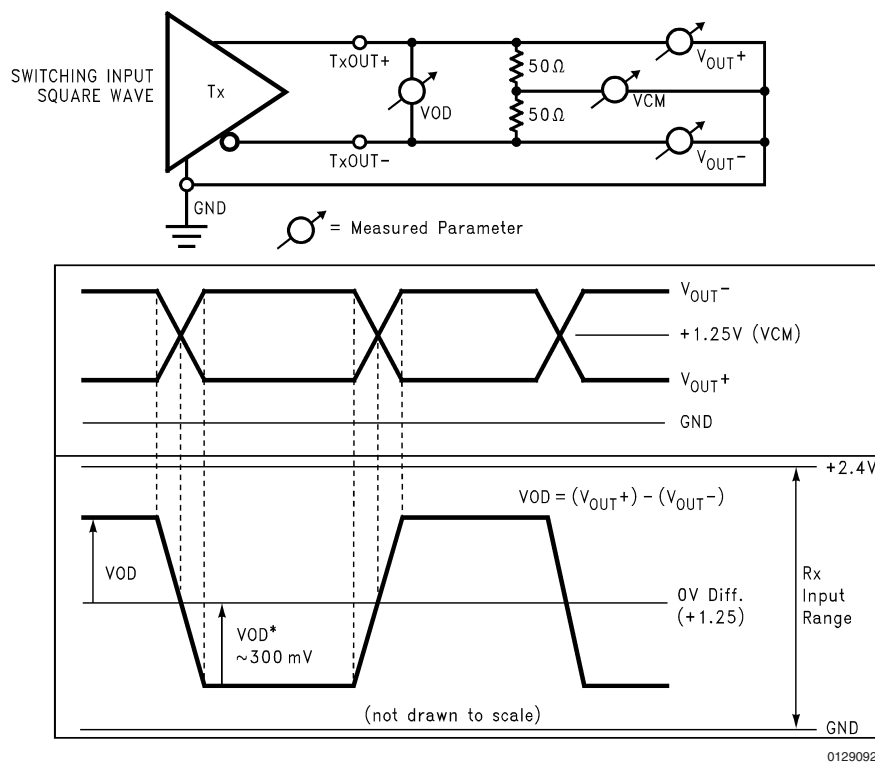 SWITCHING INPUT
SQUARE WAVE
Tx
TxOUT+
TxOUT-
VOD
50Ω
50Ω
VCM
VOUT+
VOUT-
GND
= Measured Parameter
VOUT-
+1.25V (VCM)
VOUT+
GND
+2.4V
VOD = (VOUT+) - (VOUT-)
VOD
VOD*
~300 mV
0V Diff.
(+1.25)
Rx
Input
Range
(not drawn to scale)
GND
0129092